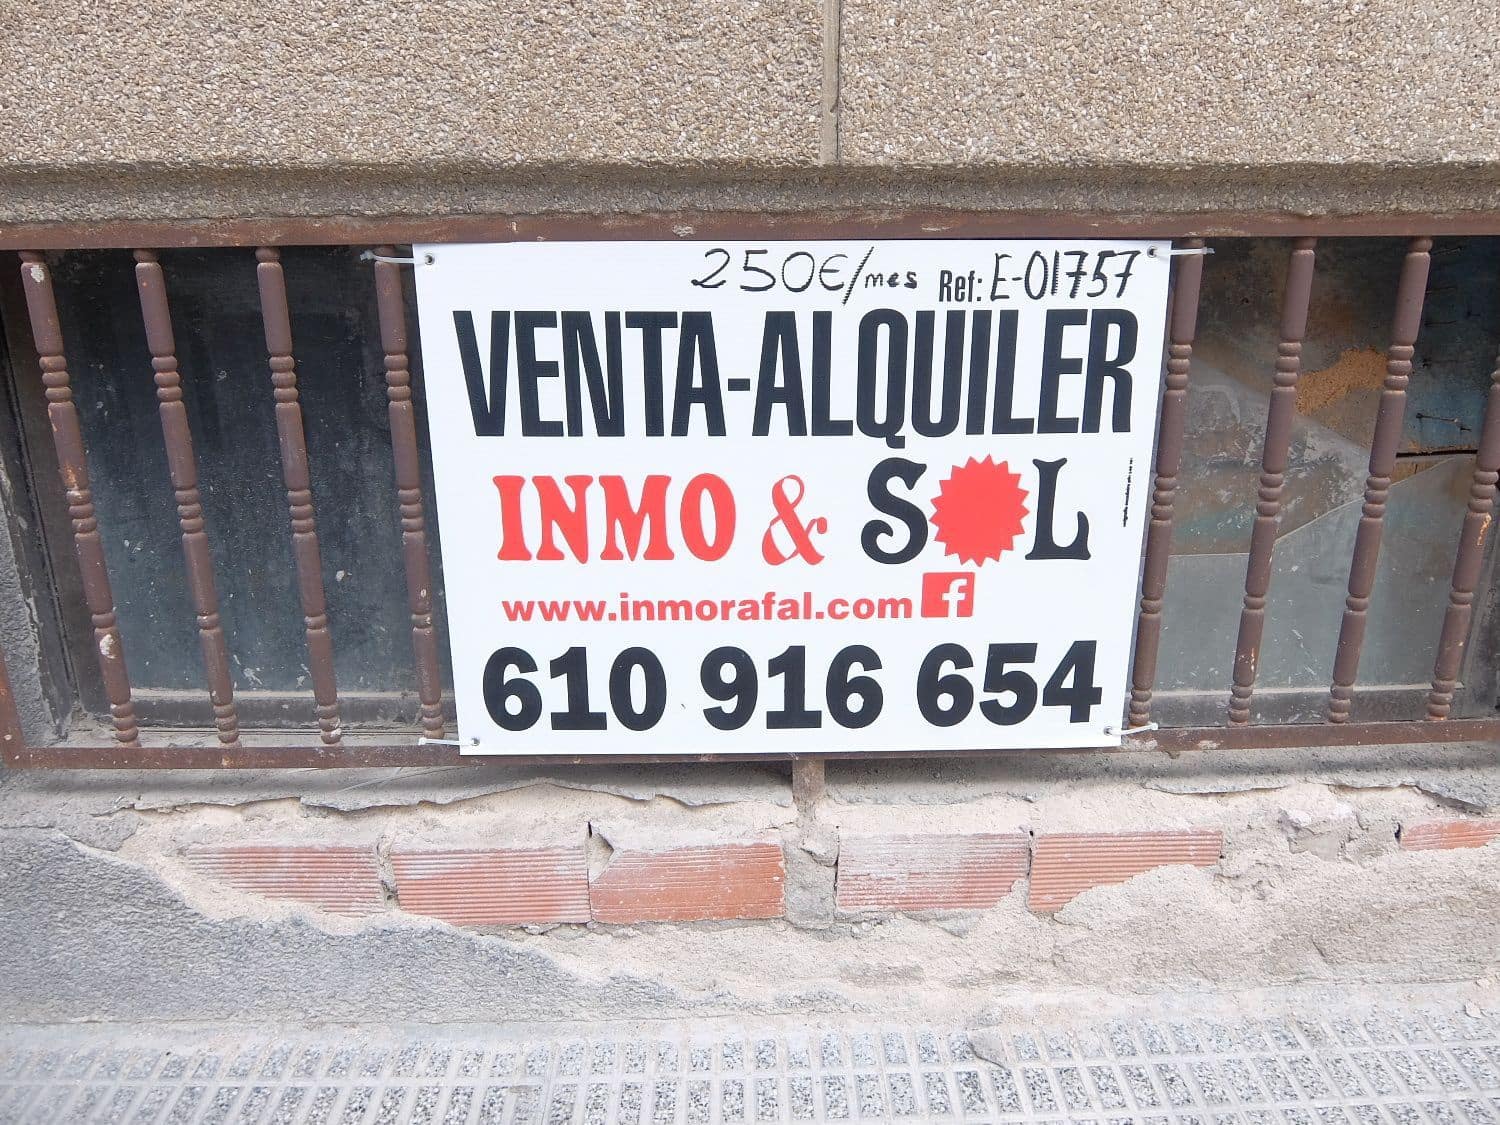 250€/mes Ref: E-01757
VENTA-ALQUILER
INMO & SOL
www.inmorafal.com f
610 916 654